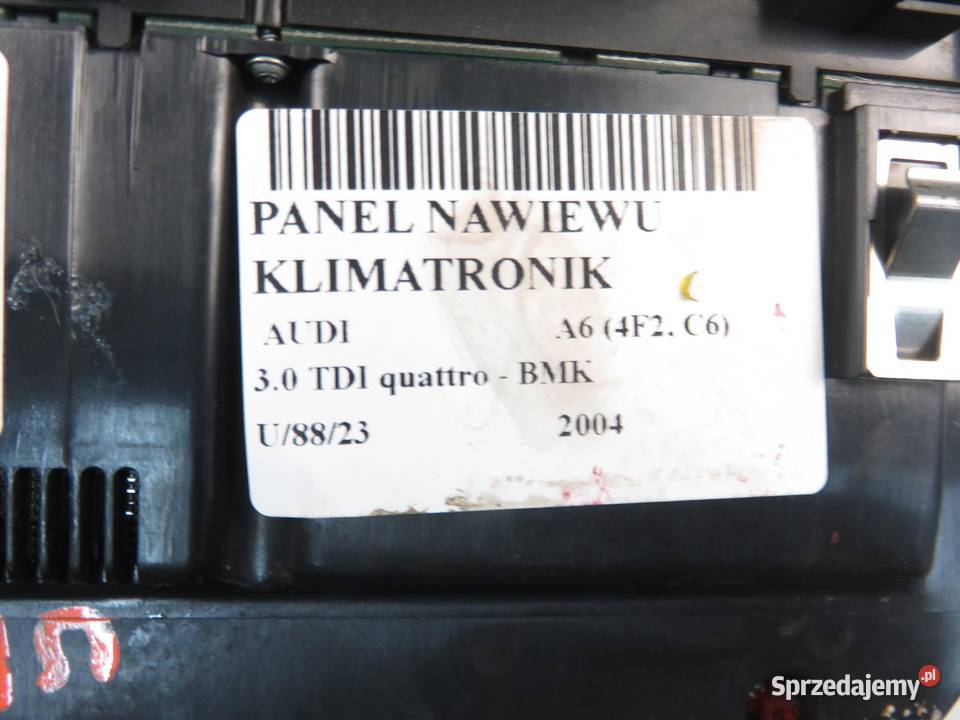 PANEL NAWIEWU
KLIMATRONIK
AUDI A6 (4F2. C6)
3.0 TDI quattro - BMK
U/88/23 2004
Sprzedajemy.pl